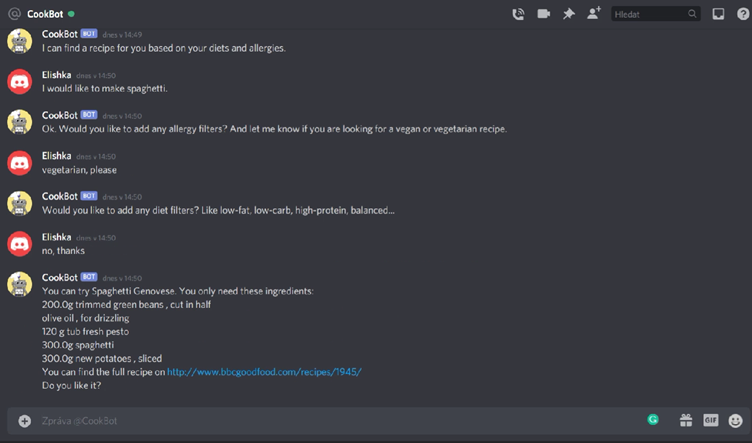 @ CookBot
Hledat
CookBot BOT dnes v 14:49
I can find a recipe for you based on your diets and allergies.
Elishka dnes v 14:50
I would like to make spaghetti.
CookBot BOT dnes v 14:50
Ok. Would you like to add any allergy filters? And let me know if you are looking for a vegan or vegetarian recipe.
Elishka dnes v 14:50
vegetarian, please
CookBot BOT dnes v 14:50
Would you like to add any diet filters? Like low-fat, low-carb, high-protein, balanced...
Elishka dnes v 14:50
no, thanks
CookBot BOT dnes v 14:50
You can try Spaghetti Genovese. You only need these ingredients:
200.0g trimmed green beans , cut in half
olive oil , for drizzling
120 g tub fresh pesto
300.0g spaghetti
300.0g new potatoes , sliced
You can find the full recipe on http://www.bbcgoodfood.com/recipes/1945/
Do you like it?
Zpráva @CookBot
GIF